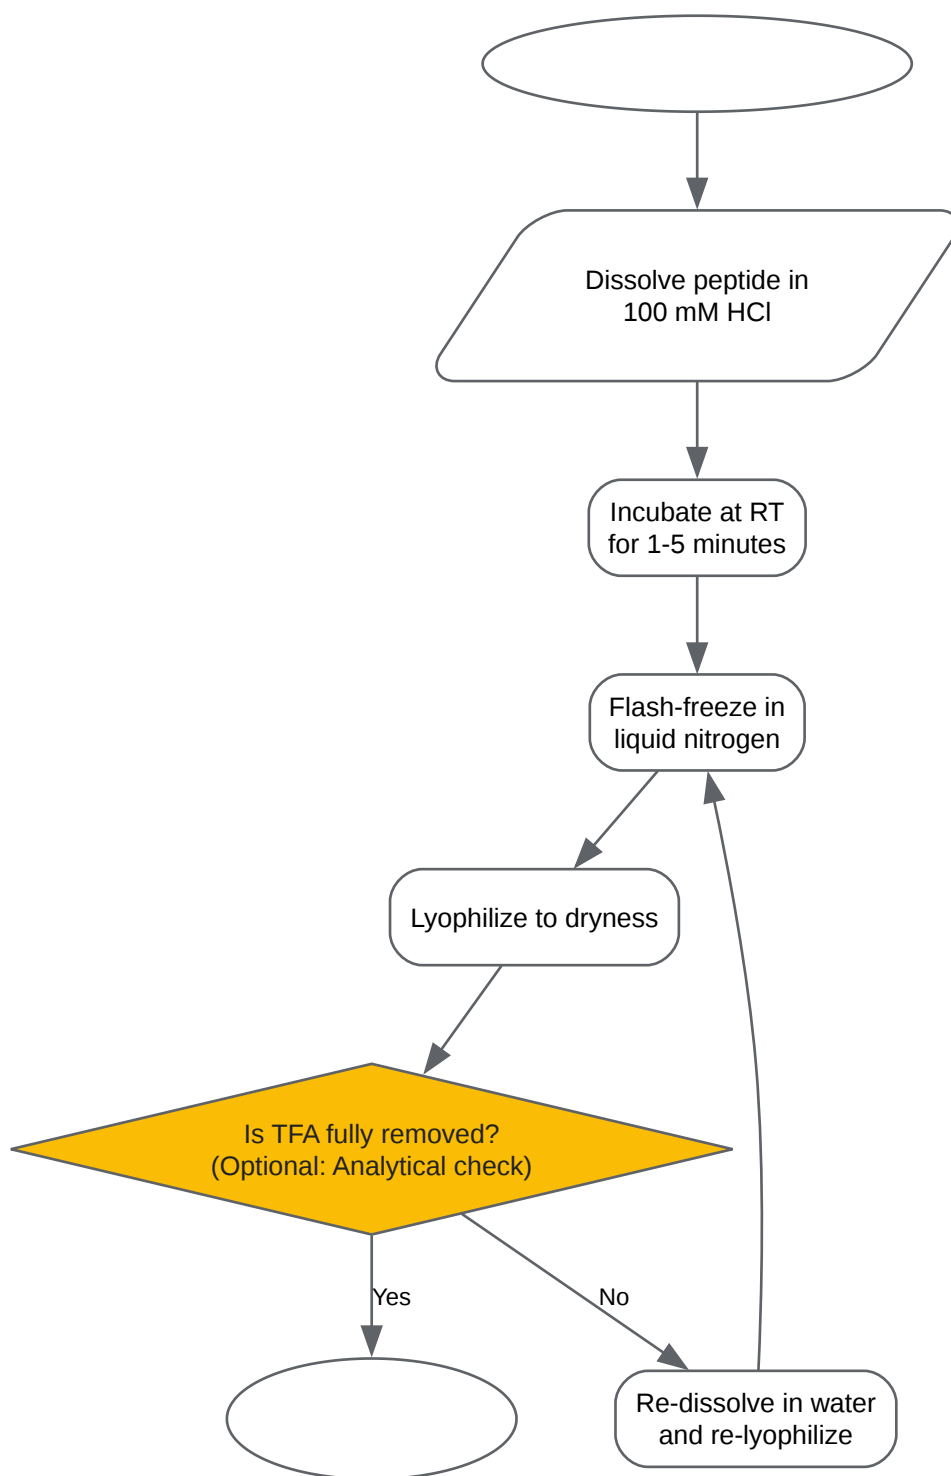 Dissolve peptide in
100 mM HCl
Incubate at RT
for 1-5 minutes
Flash-freeze in
liquid nitrogen
Lyophilize to dryness
Is TFA fully removed?
(Optional: Analytical check)
Yes
No
Re-dissolve in water
and re-lyophilize